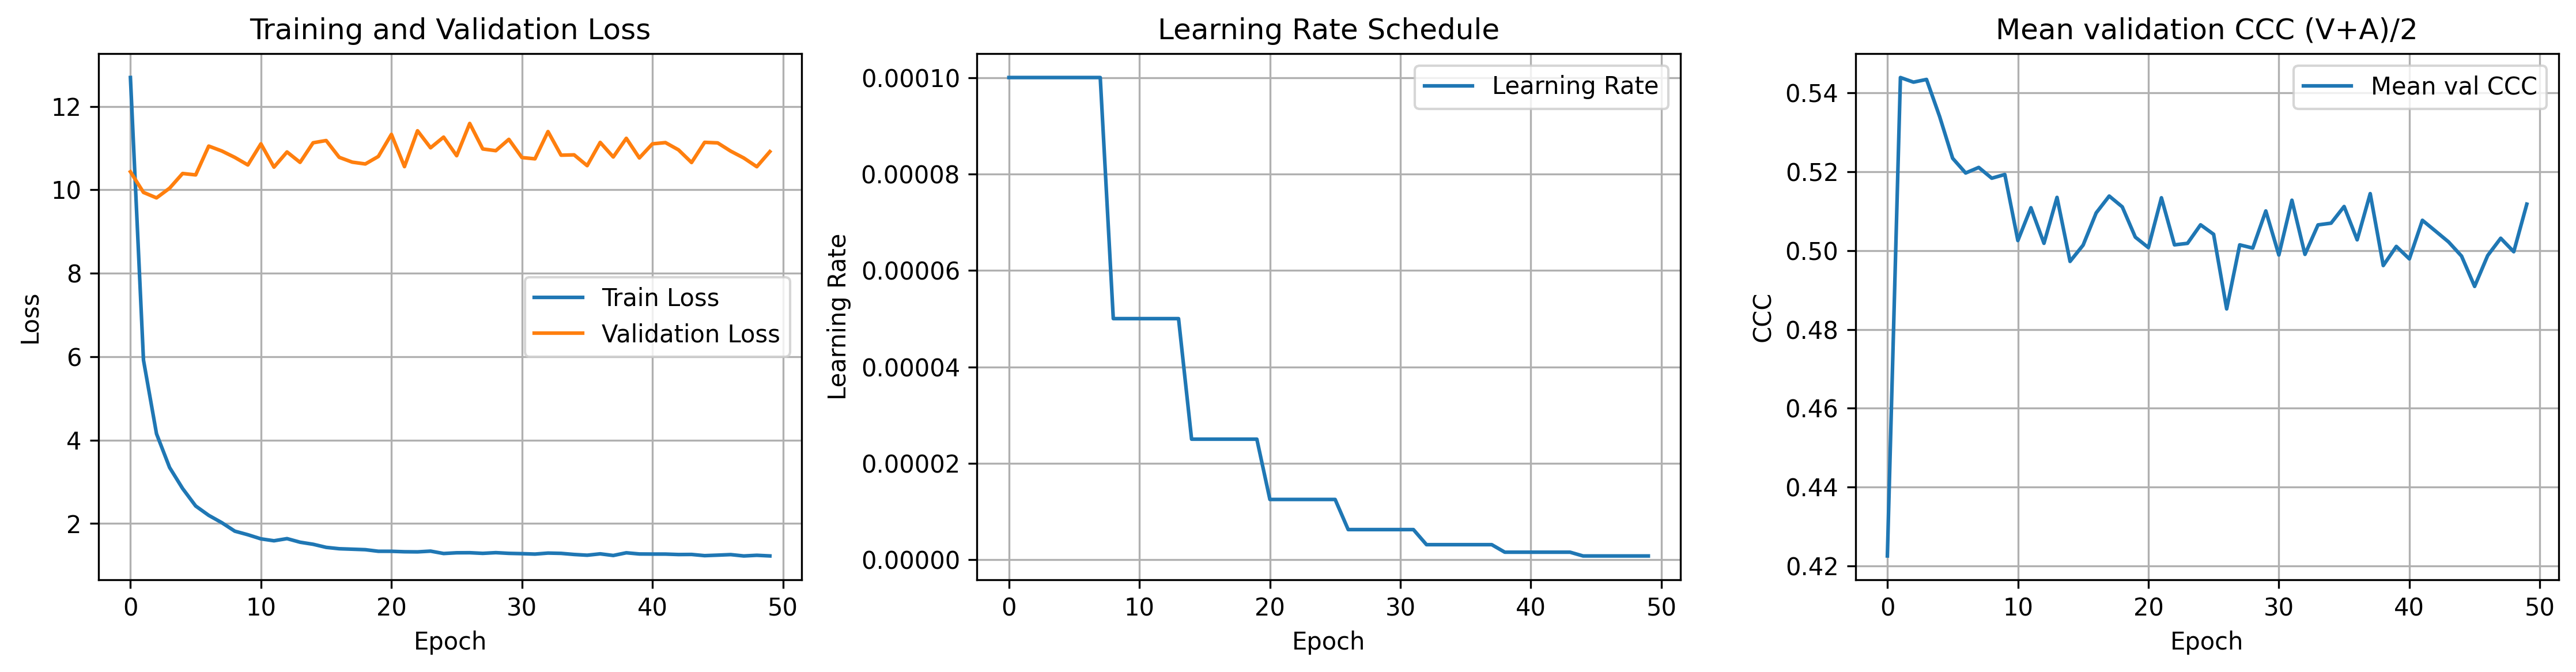 Training and Validation Loss
12
10
8
6
4
2
Loss
Train Loss
Validation Loss
0
10
20
30
40
50
Epoch
Learning Rate Schedule
0.00010
0.00008
0.00006
0.00004
0.00002
0.00000
Learning Rate
Learning Rate
0
10
20
30
40
50
Epoch
Mean validation CCC (V+A)/2
0.54
0.52
0.50
0.48
0.46
0.44
0.42
CCC
Mean val CCC
0
10
20
30
40
50
Epoch